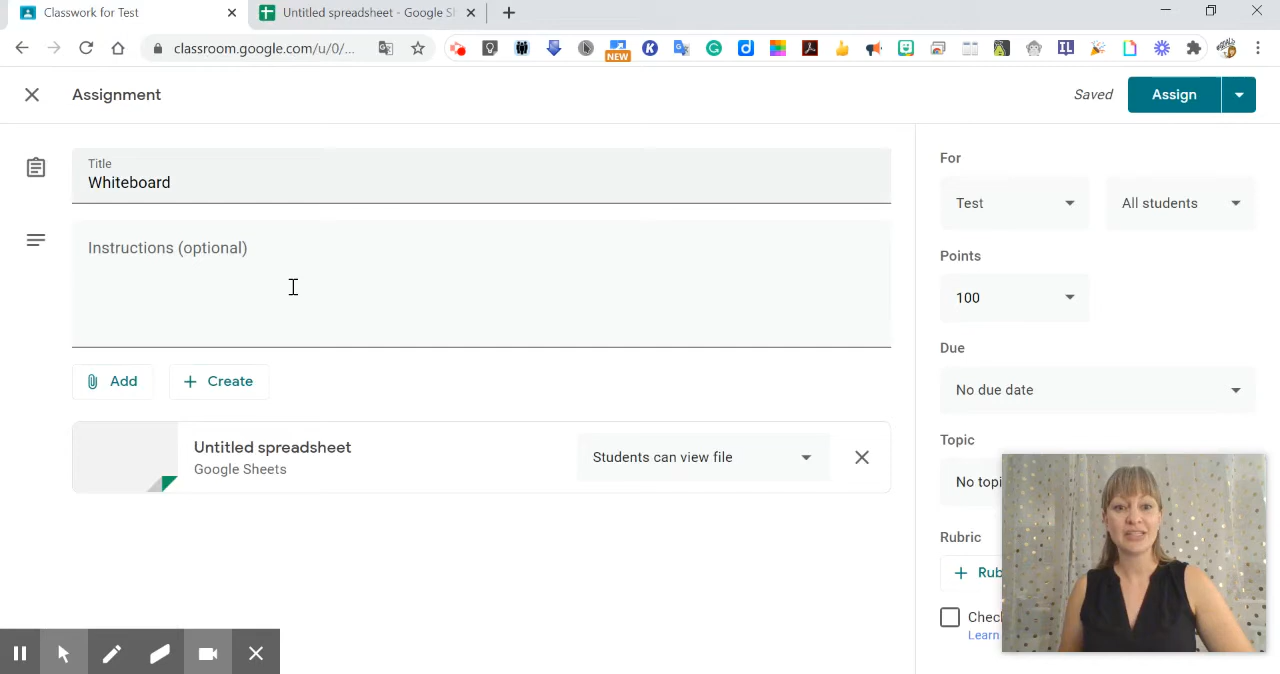 Classwork for Test
Untitled spreadsheet - Google S
classroom.google.com/u/0/...
NEW
K
G
d
IL
Assignment
Saved
Assign
Title
Whiteboard
Instructions (optional)
Add
Create
Untitled spreadsheet
Google Sheets
Students can view file
For
Test
All students
Points
100
Due
No due date
Topic
No topi
Rubric
+ Rub
Chec
Learn